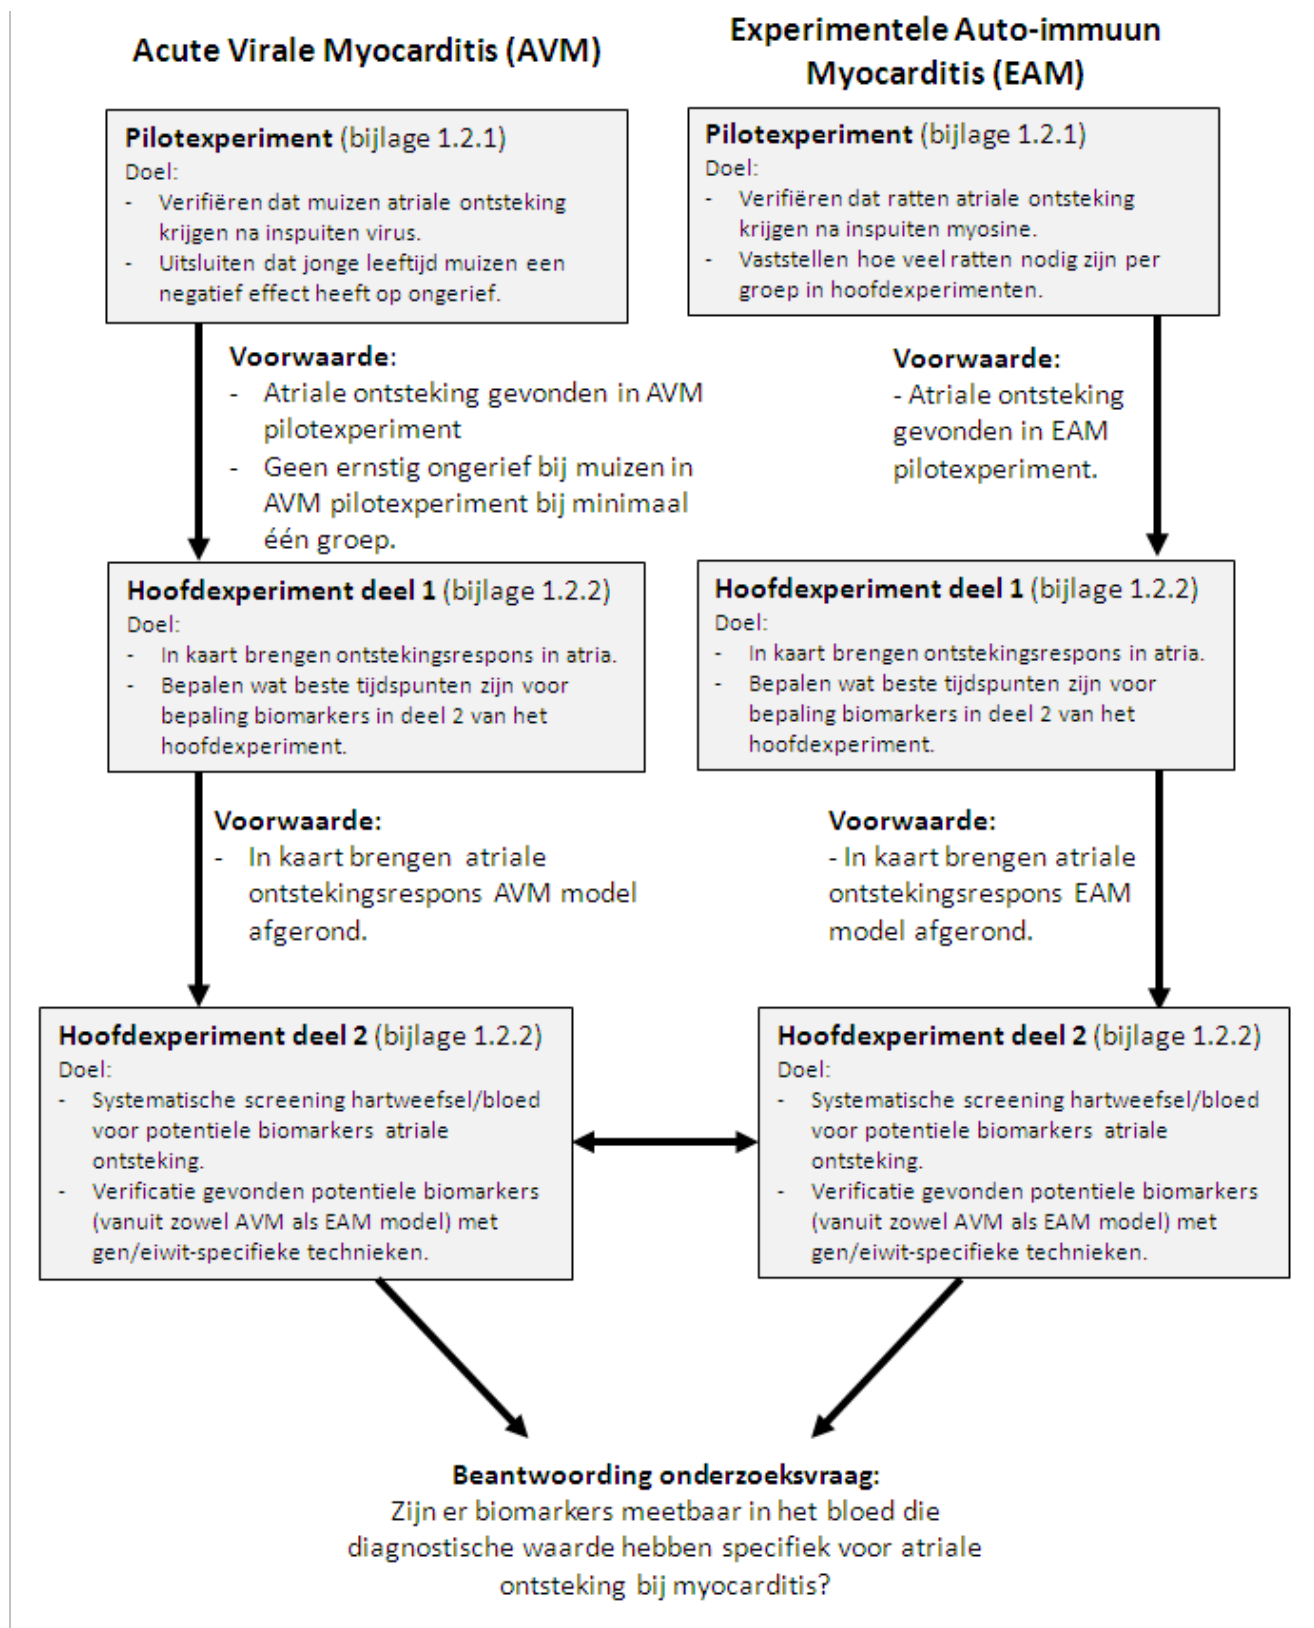 Acute Virale Myocarditis (AVM)
Experimentele Auto-immuun
Myocarditis (EAM)
Pilotexperiment (bijlage 1.2.1)
Doel:
- Verifiëren dat muizen atriale ontsteking
krijgen na inspuiten virus.
- Uitsluiten dat jonge leeftijd muizen een
negatief effect heeft op ongerief.
Pilotexperiment (bijlage 1.2.1)
Doel:
- Verifiëren dat ratten atriale ontsteking
krijgen na inspuiten myosine.
- Vaststellen hoe veel ratten nodig zijn per
groep in hoofdexperimenten.
Voorwaarde:
- Atriale ontsteking gevonden in AVM
pilotexperiment
- Geen ernstig ongerief bij muizen in
AVM pilotexperiment bij minimaal
één groep.
Voorwaarde:
- Atriale ontsteking
gevonden in EAM
pilotexperiment.
Hoofdexperiment deel 1 (bijlage 1.2.2)
Doel:
- In kaart brengen ontstekingsrespons in atria.
- Bepalen wat beste tijdspunten zijn voor
bepaling biomarkers in deel 2 van het
hoofdexperiment.
Hoofdexperiment deel 1 (bijlage 1.2.2)
Doel:
- In kaart brengen ontstekingsrespons in atria.
- Bepalen wat beste tijdspunten zijn voor
bepaling biomarkers in deel 2 van het
hoofdexperiment.
Voorwaarde:
- In kaart brengen atriale
ontstekingsrespons AVM model
afgerond.
Voorwaarde:
- In kaart brengen atriale
ontstekingsrespons EAM
model afgerond.
Hoofdexperiment deel 2 (bijlage 1.2.2)
Doel:
- Systematische screening hartweefsel/bloed
voor potentiele biomarkers atriale
ontsteking.
- Verificatie gevonden potentiele biomarkers
(vanuit zowel AVM als EAM model) met
gen/eiwit-specifieke technieken.
Hoofdexperiment deel 2 (bijlage 1.2.2)
Doel:
- Systematische screening hartweefsel/bloed
voor potentiele biomarkers atriale
ontsteking.
- Verificatie gevonden potentiele biomarkers
(vanuit zowel AVM als EAM model) met
gen/eiwit-specifieke technieken.
Beantwoording onderzoeksvraag:
Zijn er biomarkers meetbaar in het bloed die
diagnostische waarde hebben specifiek voor atriale
ontsteking bij myocarditis?